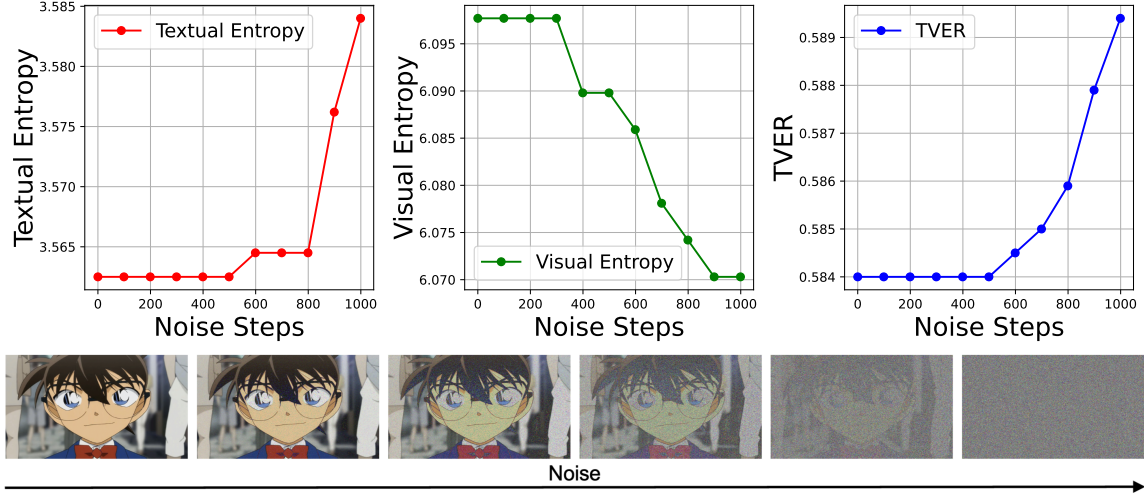 Textual Entropy
3.585
3.580
3.575
3.570
3.565
Textual Entropy
0 200 400 600 800 1000
Noise Steps
Visual Entropy
6.095
6.090
6.085
6.080
6.075
6.070
Visual Entropy
0 200 400 600 800 1000
Noise Steps
TVER
0.589
0.588
0.587
0.586
0.585
0.584
TVER
0 200 400 600 800 1000
Noise Steps
Noise